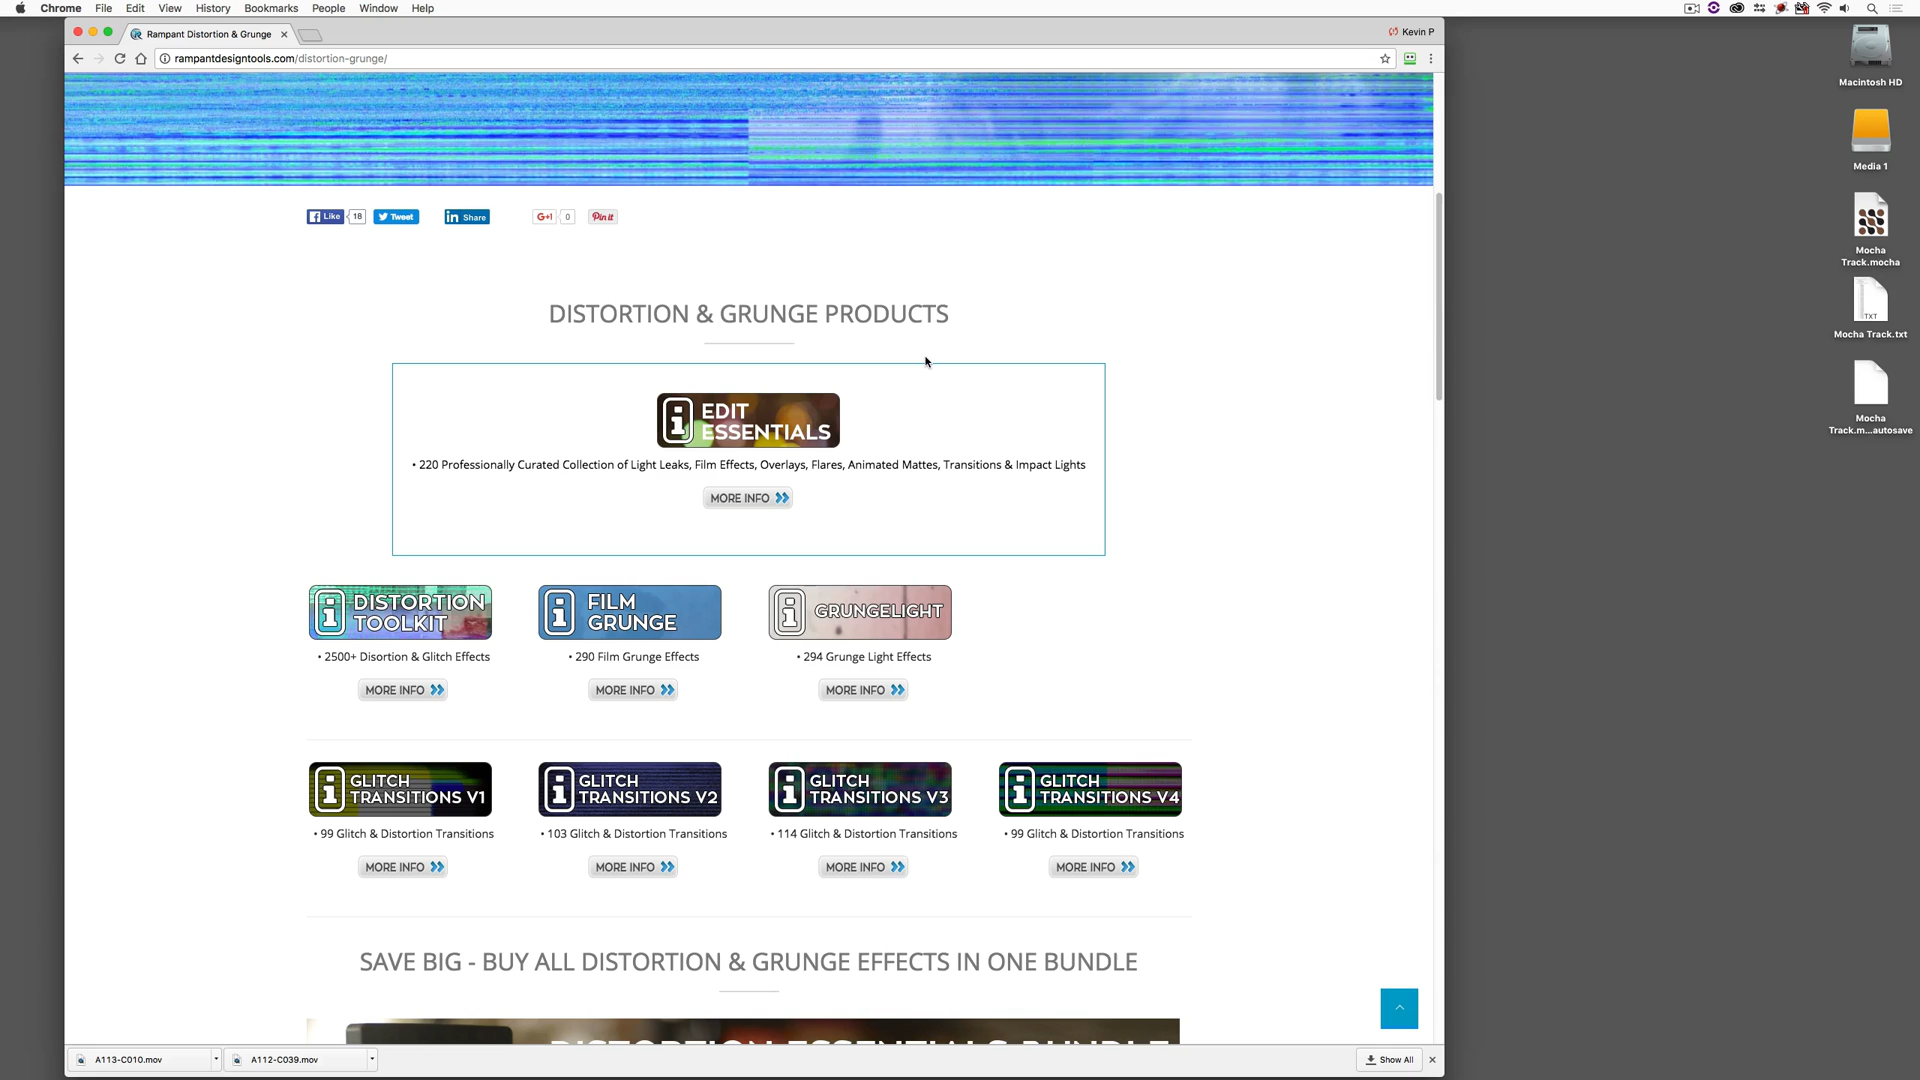 Chrome File Edit View History Bookmarks People Window Help
Rampant Distortion & Grunge
Kevin P
rampantdesigntools.com/distortion-grunge/
Like 18 Tweet in Share G+1 0 Pin it
DISTORTION & GRUNGE PRODUCTS
EDIT
ESSENTIALS
• 220 Professionally Curated Collection of Light Leaks, Film Effects, Overlays, Flares, Animated Mattes, Transitions & Impact Lights
MORE INFO
DISTORTION
TOOLKIT
FILM
GRUNGE
GRUNGELIGHT
• 2500+ Disortion & Glitch Effects
• 290 Film Grunge Effects
• 294 Grunge Light Effects
MORE INFO
MORE INFO
MORE INFO
GLITCH
TRANSITIONS V1
GLITCH
TRANSITIONS V2
GLITCH
TRANSITIONS V3
GLITCH
TRANSITIONS V4
• 99 Glitch & Distortion Transitions
• 103 Glitch & Distortion Transitions
• 114 Glitch & Distortion Transitions
• 99 Glitch & Distortion Transitions
MORE INFO
MORE INFO
MORE INFO
MORE INFO
SAVE BIG - BUY ALL DISTORTION & GRUNGE EFFECTS IN ONE BUNDLE
DISTORTION ESSENTIALS BUNDLE
A113-C010.mov
A112-C039.mov
Show All
Macintosh HD
Media 1
Mocha
Track.mocha
TXT
Mocha Track.txt
Mocha
Track.m...autosave